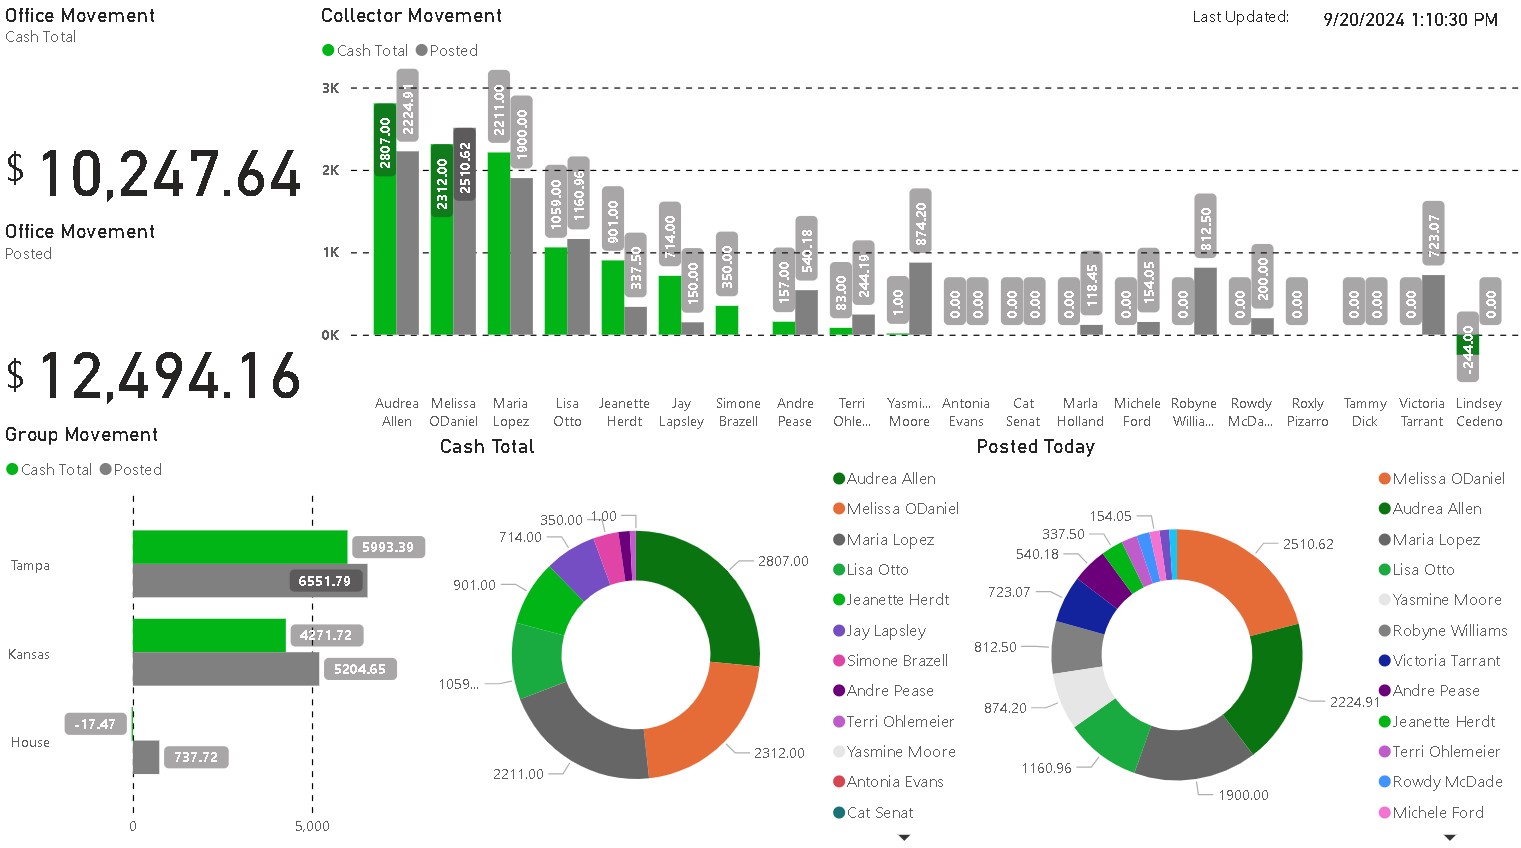 Office Movement
Cash Total
$ 10,247.64
Office Movement
Posted
$ 12,494.16
Collector Movement
Last Updated: 9/20/2024 1:10:30 PM
Cash Total Posted
3K
2K
1K
0K
2807.00 2224.91
2312.00 2510.62
2211.00 1900.00
1059.00 1160.96
901.00 337.50
714.00 150.00
350.00
157.00 540.18
83.00 244.19
1.00 874.20
0.00 0.00
0.00 0.00
0.00 118.45
0.00 154.05
0.00 812.50
0.00 200.00
0.00
0.00 0.00
0.00 723.07
-244.00 0.00
Audrea Allen
Melissa ODaniel
Maria Lopez
Lisa Otto
Jeanette Herdt
Jay Lapsley
Simone Brazell
Andre Pease
Terri Ohle...
Yasmi... Moore
Antonia Evans
Cat Senat
Marla Holland
Michele Ford
Robyne Willia...
Rowdy McDa...
Roxly Pizarro
Tammy Dick
Victoria Tarrant
Lindsey Cedeno
Group Movement
Cash Total Posted
Tampa
5993.39
6551.79
Kansas
4271.72
5204.65
House
-17.47
737.72
0 5,000
Cash Total
2807.00
2312.00
2211.00
1059...
901.00
714.00
350.00
1.00
Audrea Allen
Melissa ODaniel
Maria Lopez
Lisa Otto
Jeanette Herdt
Jay Lapsley
Simone Brazell
Andre Pease
Terri Ohlemeier
Yasmine Moore
Antonia Evans
Cat Senat
Posted Today
2510.62
2224.91
1900.00
1160.96
874.20
812.50
723.07
540.18
337.50
154.05
Melissa ODaniel
Audrea Allen
Maria Lopez
Lisa Otto
Yasmine Moore
Robyne Williams
Victoria Tarrant
Andre Pease
Jeanette Herdt
Terri Ohlemeier
Rowdy McDade
Michele Ford